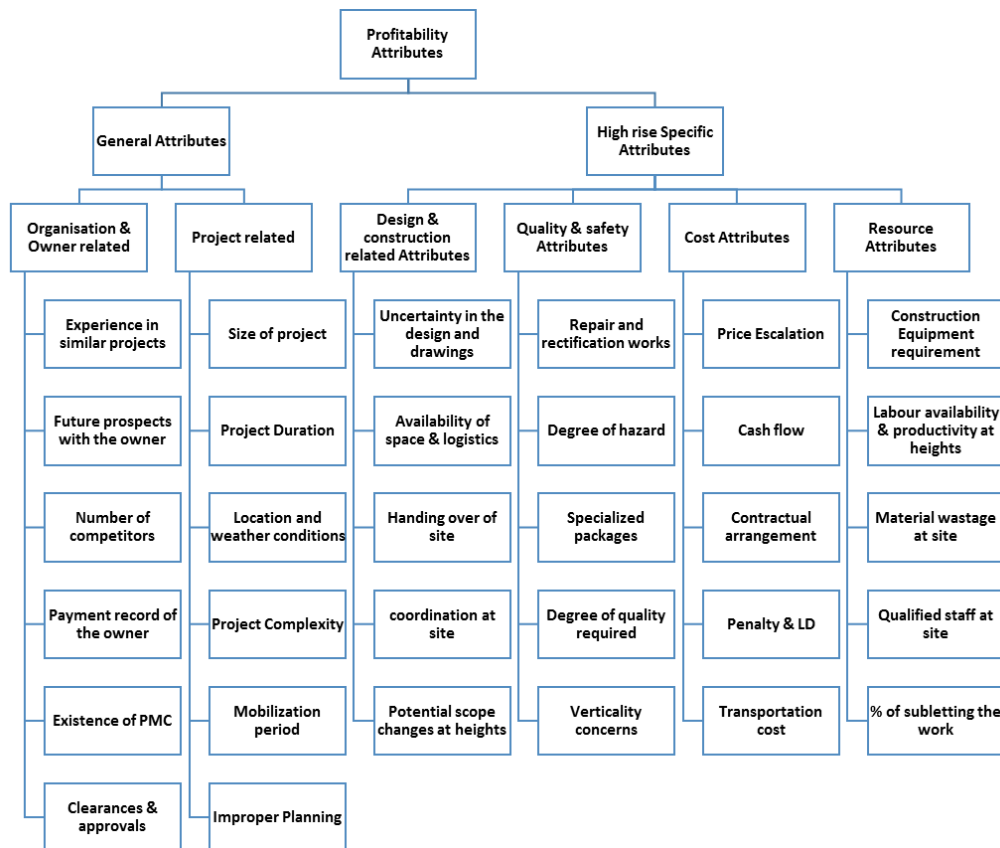 Profitability
Attributes
General Attributes
High rise Specific
Attributes
Organisation &
Owner related
Project related
Design &
construction
related Attributes
Quality & safety
Attributes
Cost Attributes
Resource
Attributes
Experience in
similar projects
Size of project
Uncertainty in the
design and
drawings
Repair and
rectification works
Price Escalation
Construction
Equipment
requirement
Future prospects
with the owner
Project Duration
Availability of
space & logistics
Degree of hazard
Cash flow
Labour availability
& productivity at
heights
Number of
competitors
Location and
weather conditions
Handing over of
site
Specialized
packages
Contractual
arrangement
Material wastage
at site
Payment record of
the owner
Project Complexity
coordination at
site
Degree of quality
required
Penalty & LD
Qualified staff at
site
Existence of PMC
Mobilization
period
Potential scope
changes at heights
Verticality
concerns
Transportation
cost
% of subletting the
work
Clearances &
approvals
Improper Planning